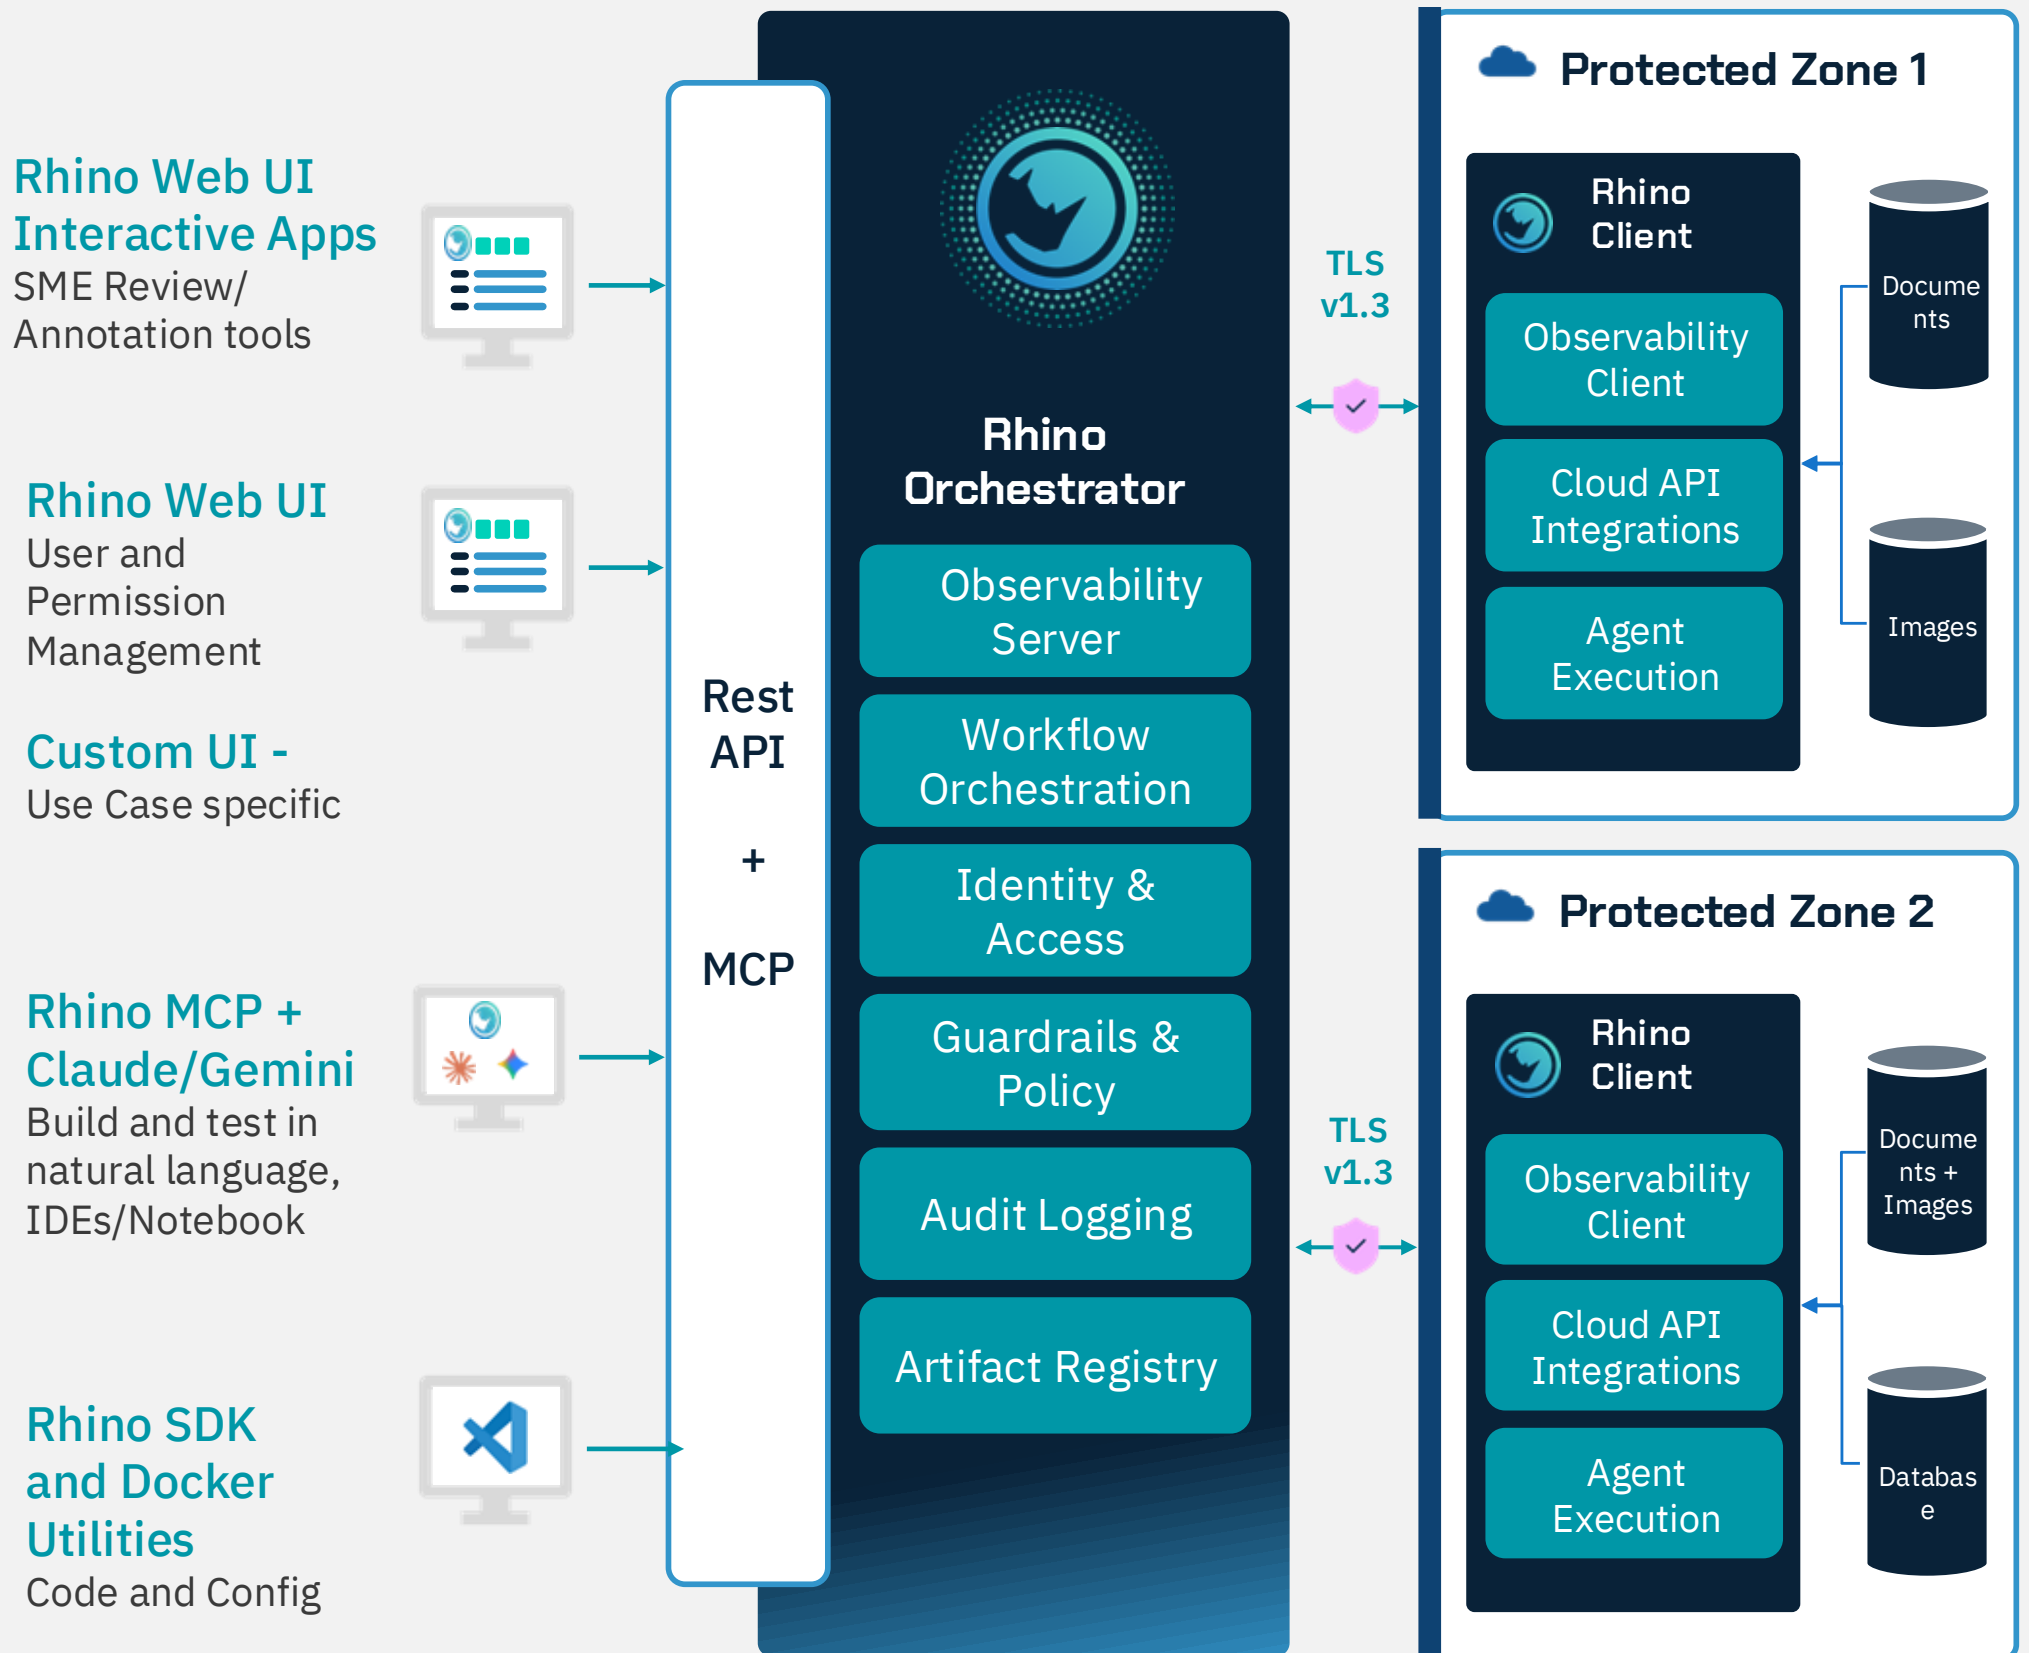 Rhino Web UI
Interactive Apps
SME Review/
Annotation tools
Rhino Web UI
User and
Permission
Management
Custom UI -
Use Case specific
Rhino MCP +
Claude/Gemini
Build and test in
natural language,
IDEs/Notebook
Rhino SDK
and Docker
Utilities
Code and Config
Rest
API
+
MCP
Rhino
Orchestrator
Observability
Server
Workflow
Orchestration
Identity &
Access
Guardrails &
Policy
Audit Logging
Artifact Registry
TLS
v1.3
TLS
v1.3
Protected Zone 1
Rhino
Client
Observability
Client
Cloud API
Integrations
Agent
Execution
Docume
nts
Images
Protected Zone 2
Rhino
Client
Observability
Client
Cloud API
Integrations
Agent
Execution
Docume
nts +
Images
Databas
e